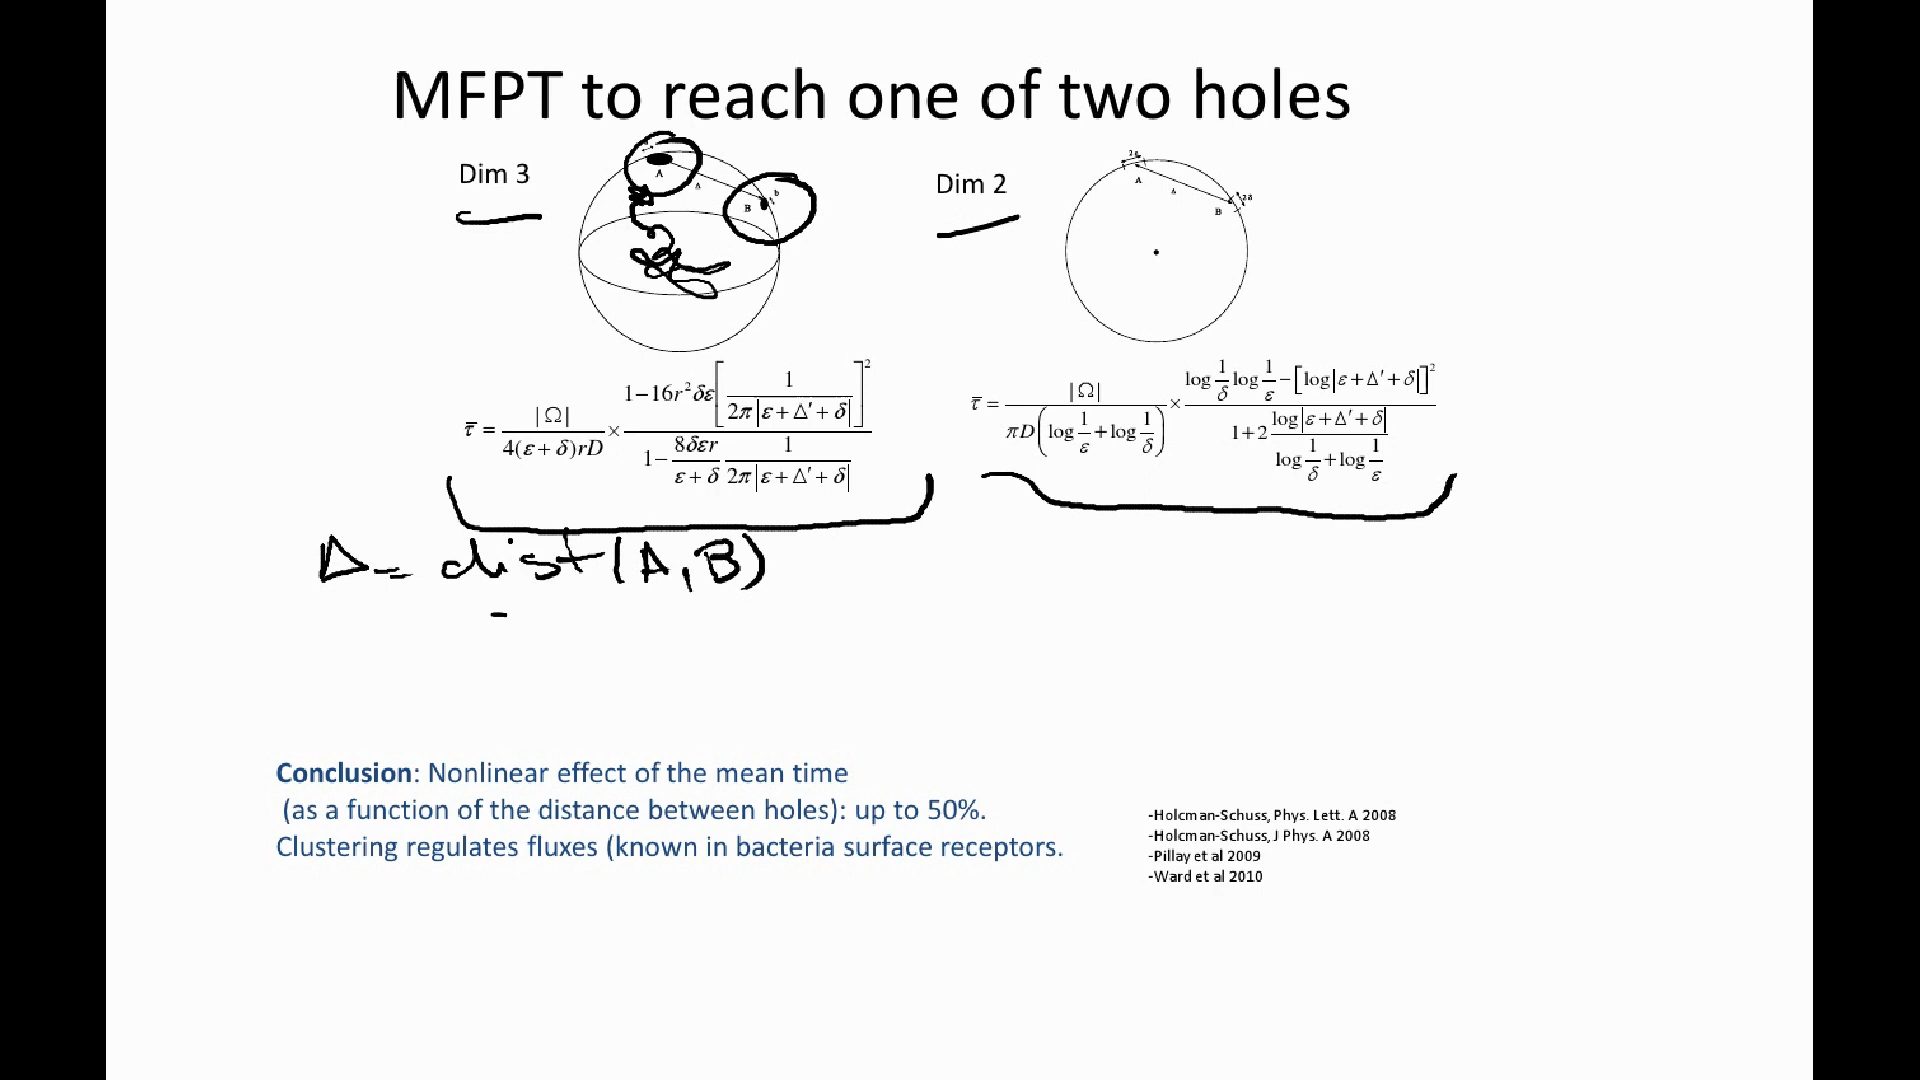 MFPT to reach one of two holes
Dim 3
Dim 2
A
Δ
B
b
2ε
A
B
2δ
τ̄ = |Ω| / (4(ε+δ)rD) × (1−16r²δε[1 / (2π|ε+Δ'+δ|)]²) / (1− (8δεr / (ε+δ)) (1 / (2π|ε+Δ'+δ|)))
τ̄ = |Ω| / (πD(log 1/ε + log 1/δ)) × (log 1/δ log 1/ε − [log|ε+Δ'+δ|]²) / (1+2 (log|ε+Δ'+δ|) / (log 1/δ + log 1/ε))
Δ = dist(A,B)
Conclusion: Nonlinear effect of the mean time
(as a function of the distance between holes): up to 50%.
Clustering regulates fluxes (known in bacteria surface receptors.
-Holcman-Schuss, Phys. Lett. A 2008
-Holcman-Schuss, J Phys. A 2008
-Pillay et al 2009
-Ward et al 2010